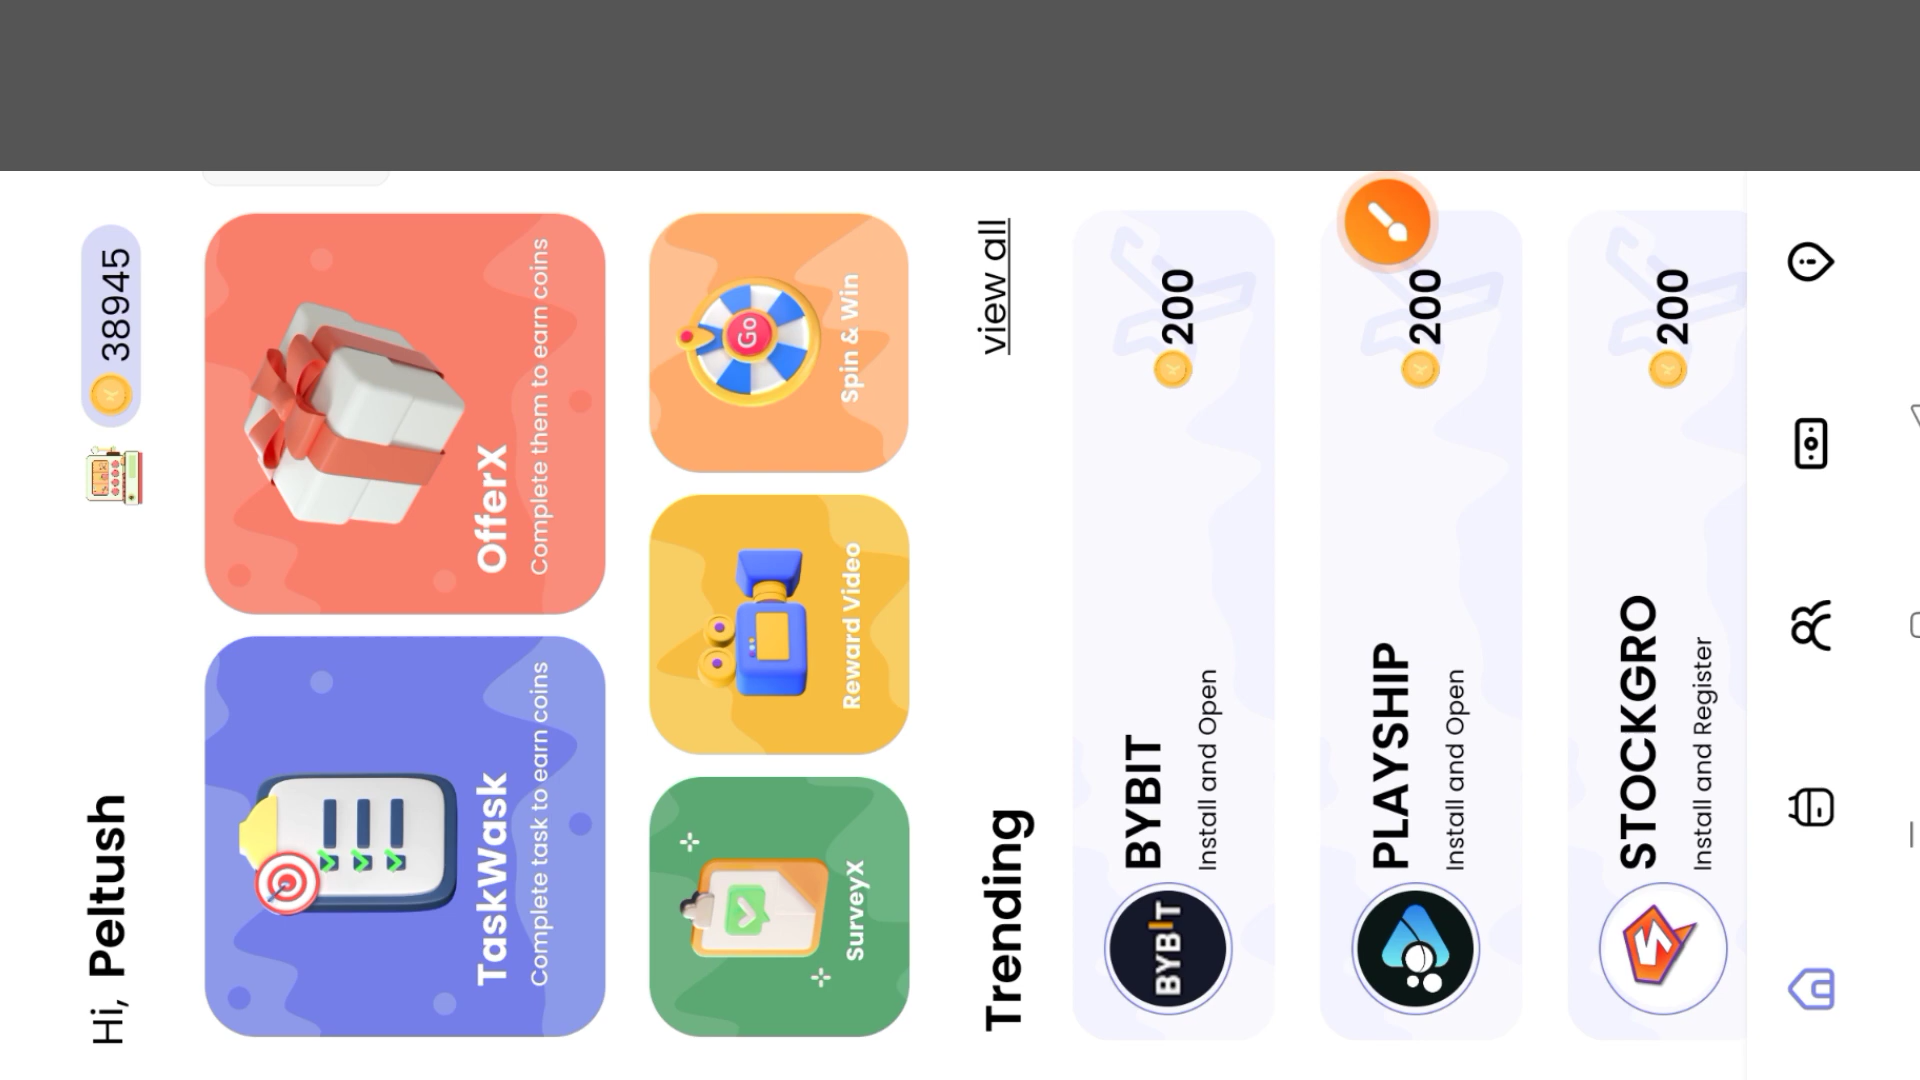 Hi, Peltush
38945
TaskWask
Complete task to earn coins
OfferX
Complete them to earn coins
SurveyX
Reward Video
Go
Spin & Win
Trending
view all
BYBIT
BYBIT
Install and Open
200
PLAYSHIP
Install and Open
200
STOCKGRO
Install and Register
200